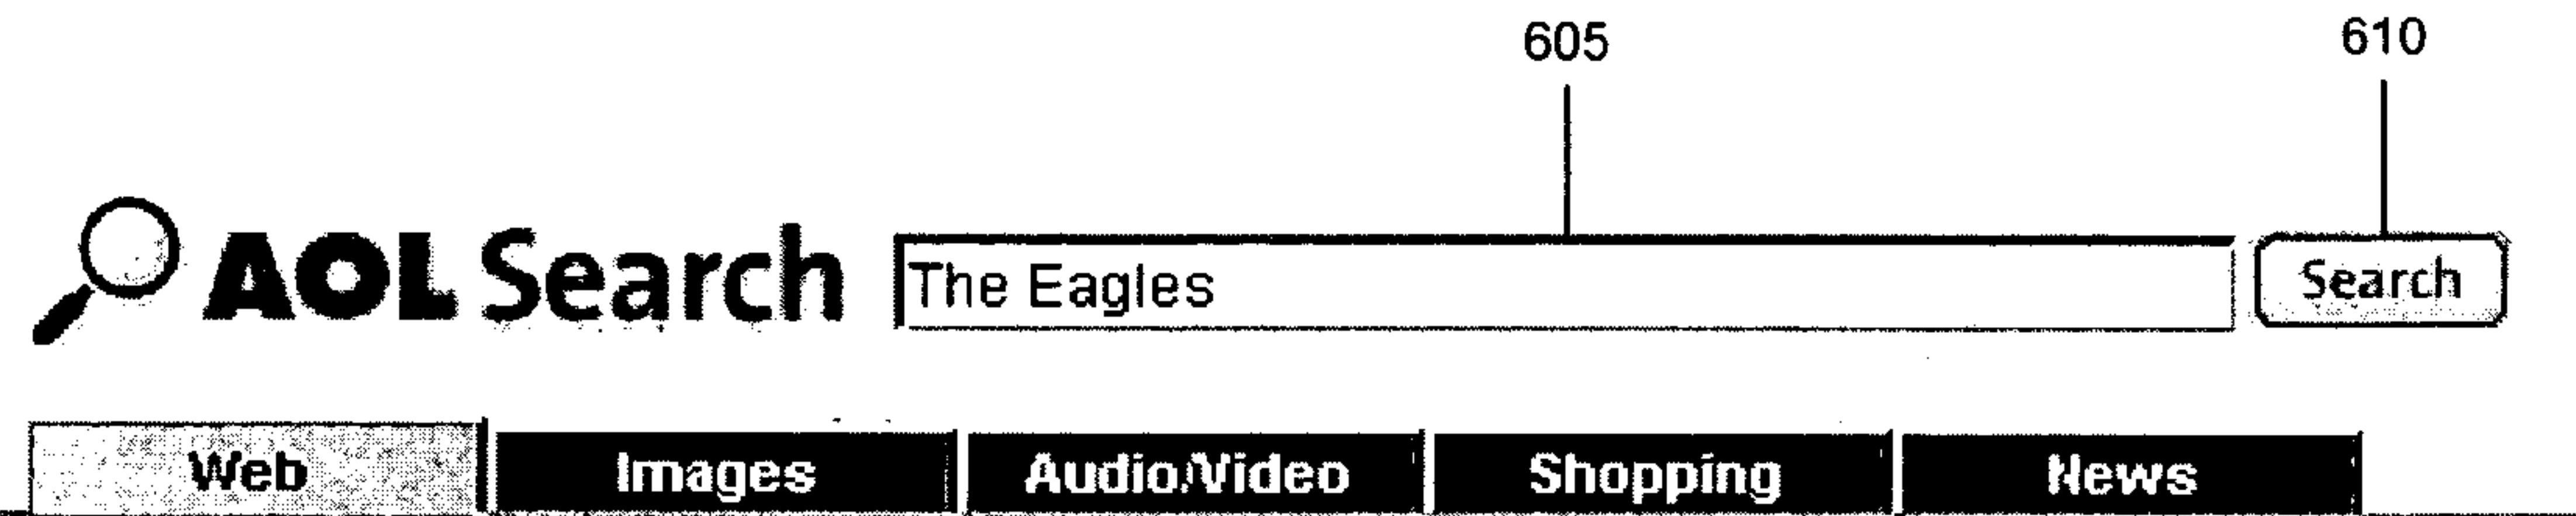 605 610
AOL Search The Eagles Search
Web Images Audio/Video Shopping News